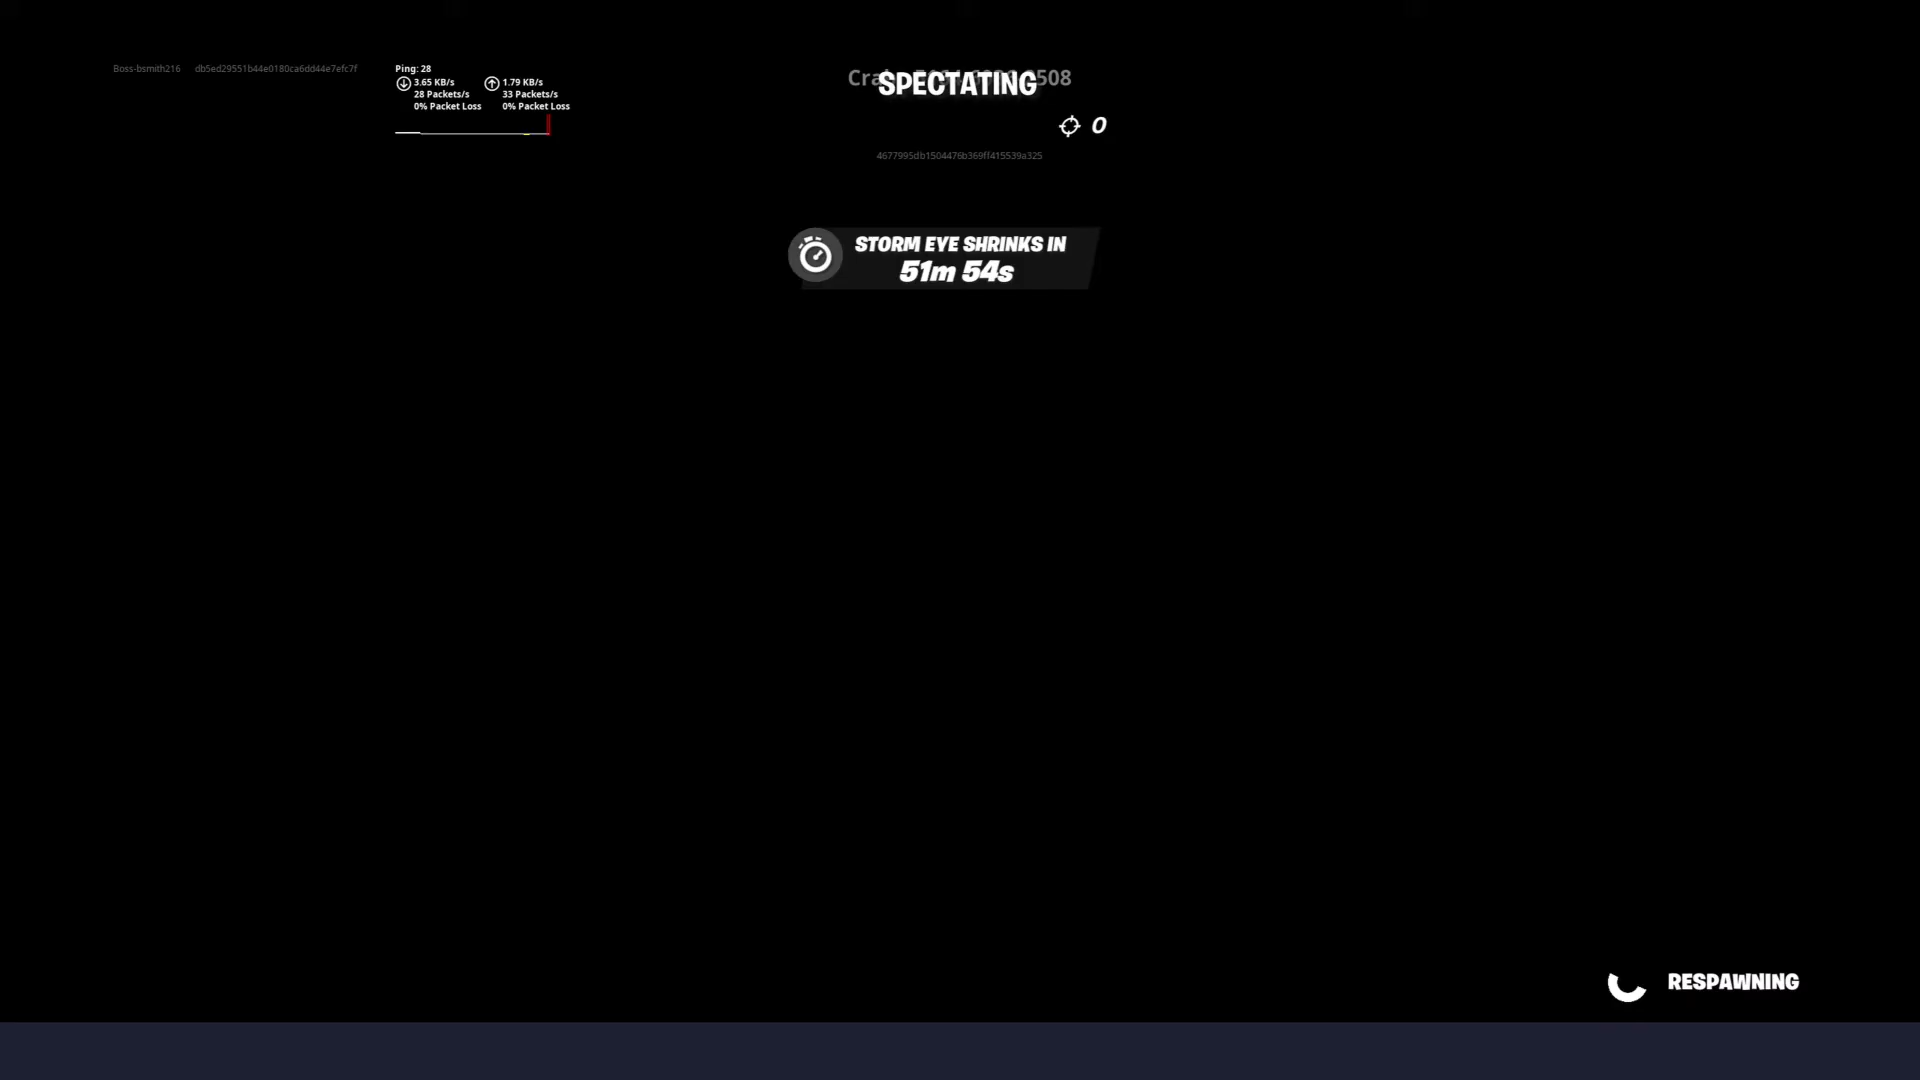 Boss-bsmith216 db5ed29551b44e0180ca6dd44e7efc7f
Ping: 28
3.65 KB/s 1.79 KB/s
28 Packets/s 33 Packets/s
0% Packet Loss 0% Packet Loss
SPECTATING
0
4677995db1504476b369ff415539a325
STORM EYE SHRINKS IN
51m 54s
RESPAWNING